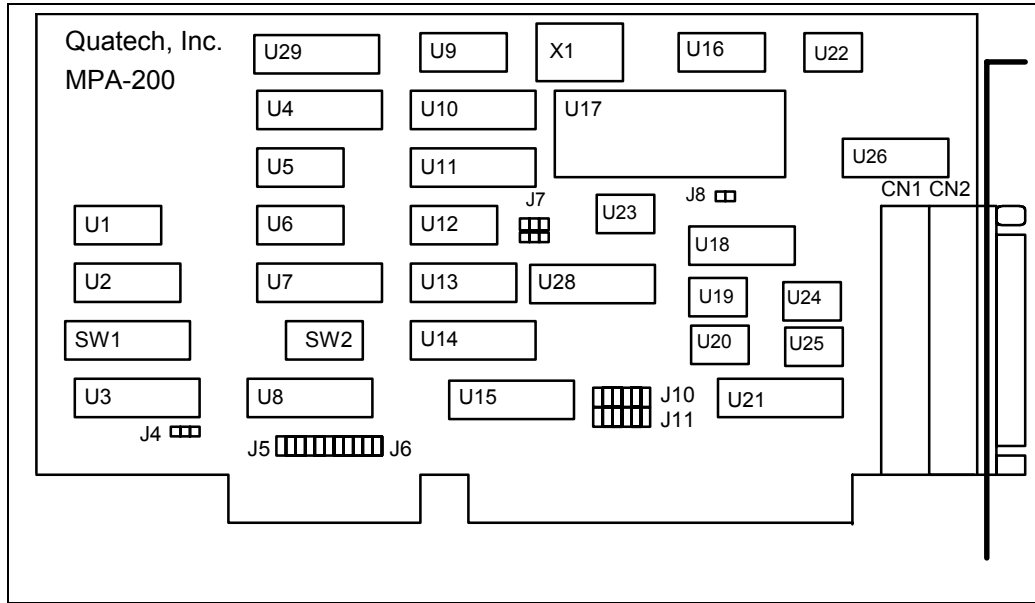 Quatech, Inc.
MPA-200
U29
U9
X1
U16
U22
U4
U10
U17
U5
U11
U26
J7
J8
CN1 CN2
U1
U6
U12
U23
U18
U2
U7
U13
U28
U19
U24
SW1
SW2
U14
U20
U25
U3
U8
U15
J10
U21
J11
J4
J5
J6